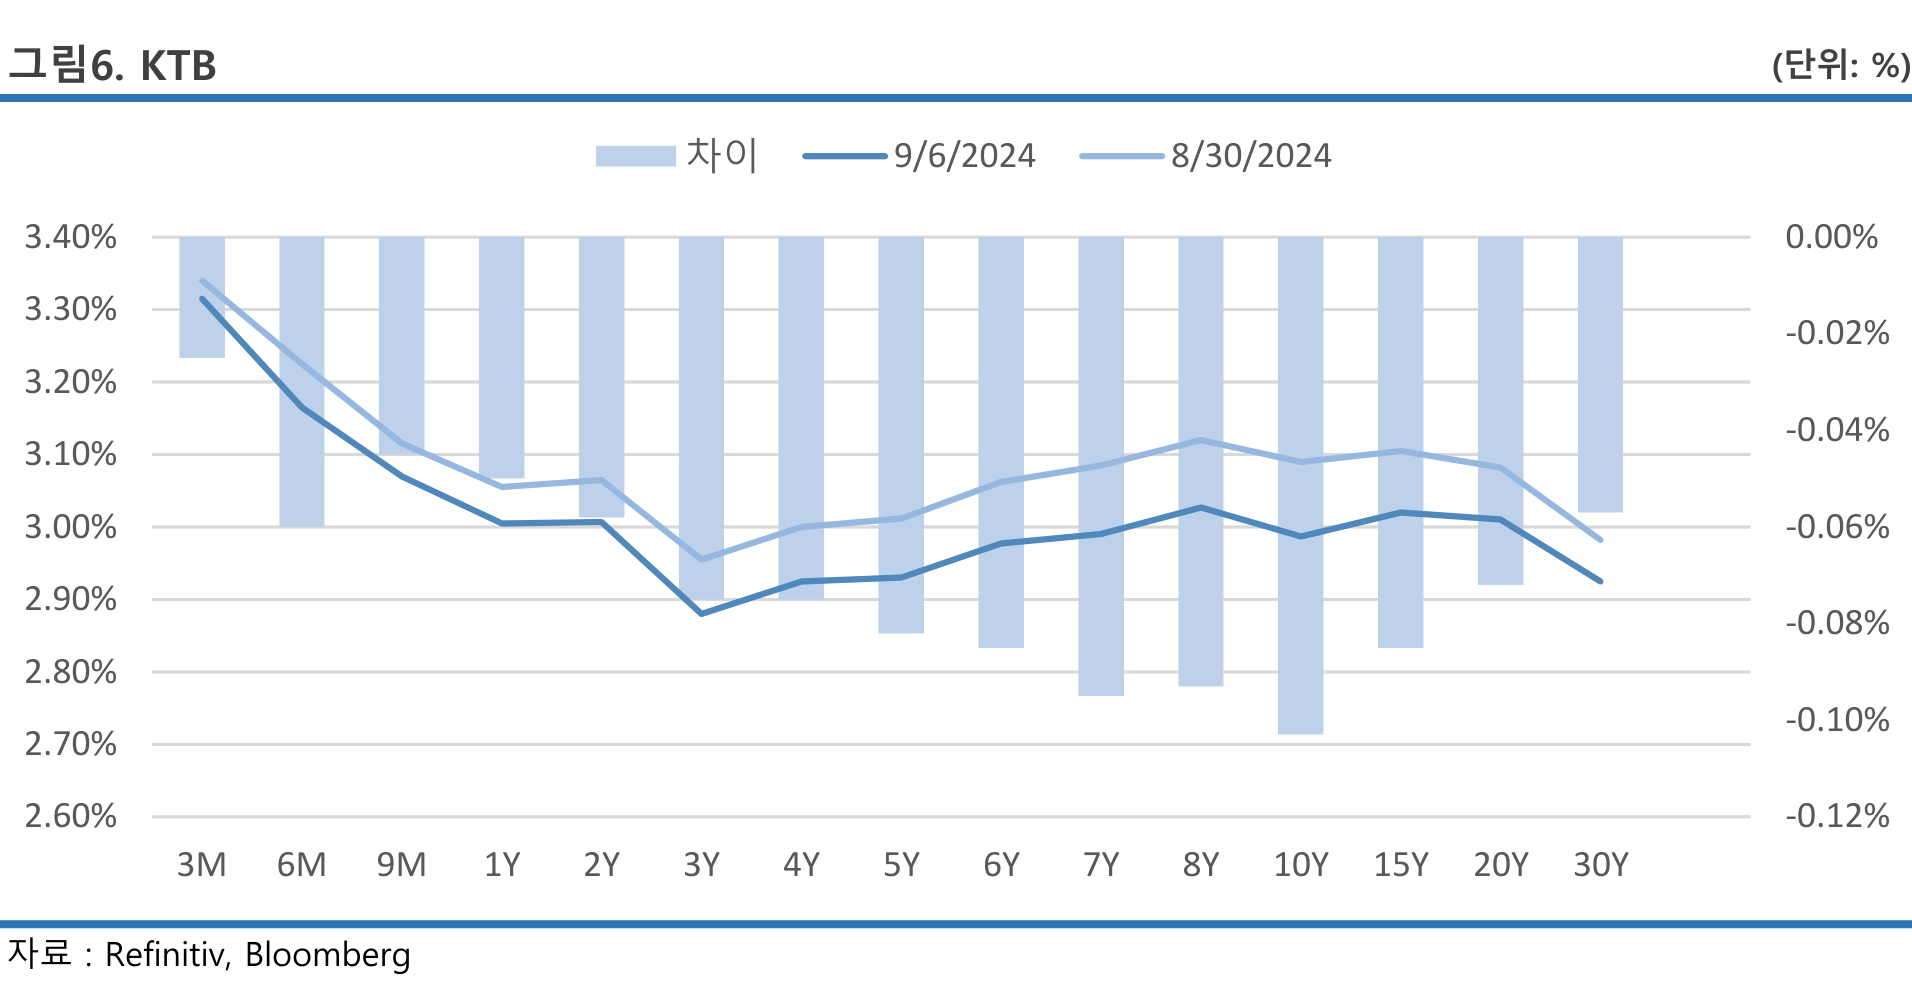 그림6. KTB
(단위: %)
차이 9/6/2024 8/30/2024
3.40% 0.00%
3.30% -0.02%
3.20% -0.04%
3.10% -0.06%
3.00% -0.08%
2.90% -0.10%
2.80% -0.12%
2.70%
2.60%
3M 6M 9M 1Y 2Y 3Y 4Y 5Y 6Y 7Y 8Y 10Y 15Y 20Y 30Y
자료 : Refinitiv, Bloomberg